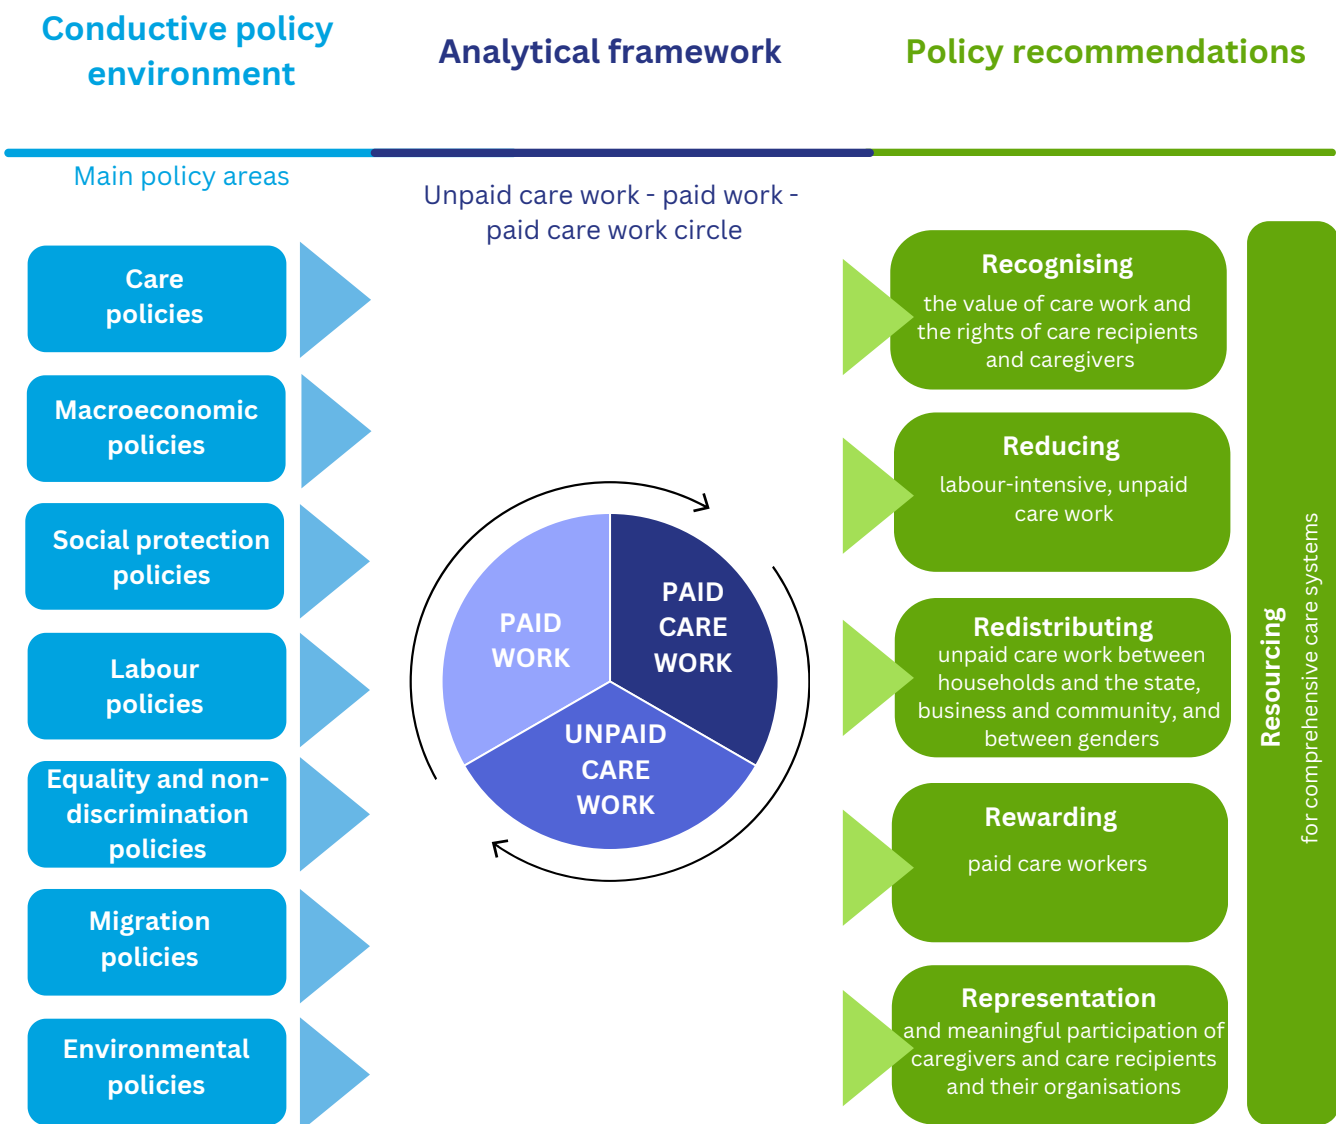 Conductive policy
environment
Analytical framework
Policy recommendations
Main policy areas
Unpaid care work - paid work -
paid care work circle
Care
policies
Macroeconomic
policies
Social protection
policies
Labour
policies
Equality and non-
discrimination
policies
Migration
policies
Environmental
policies
PAID
WORK
PAID
CARE
WORK
UNPAID
CARE
WORK
Recognising
the value of care work and
the rights of care recipients
and caregivers
Reducing
labour-intensive, unpaid
care work
Redistributing
unpaid care work between
households and the state,
business and community, and
between genders
Rewarding
paid care workers
Representation
and meaningful participation of
caregivers and care recipients
and their organisations
Resourcing
for comprehensive care systems